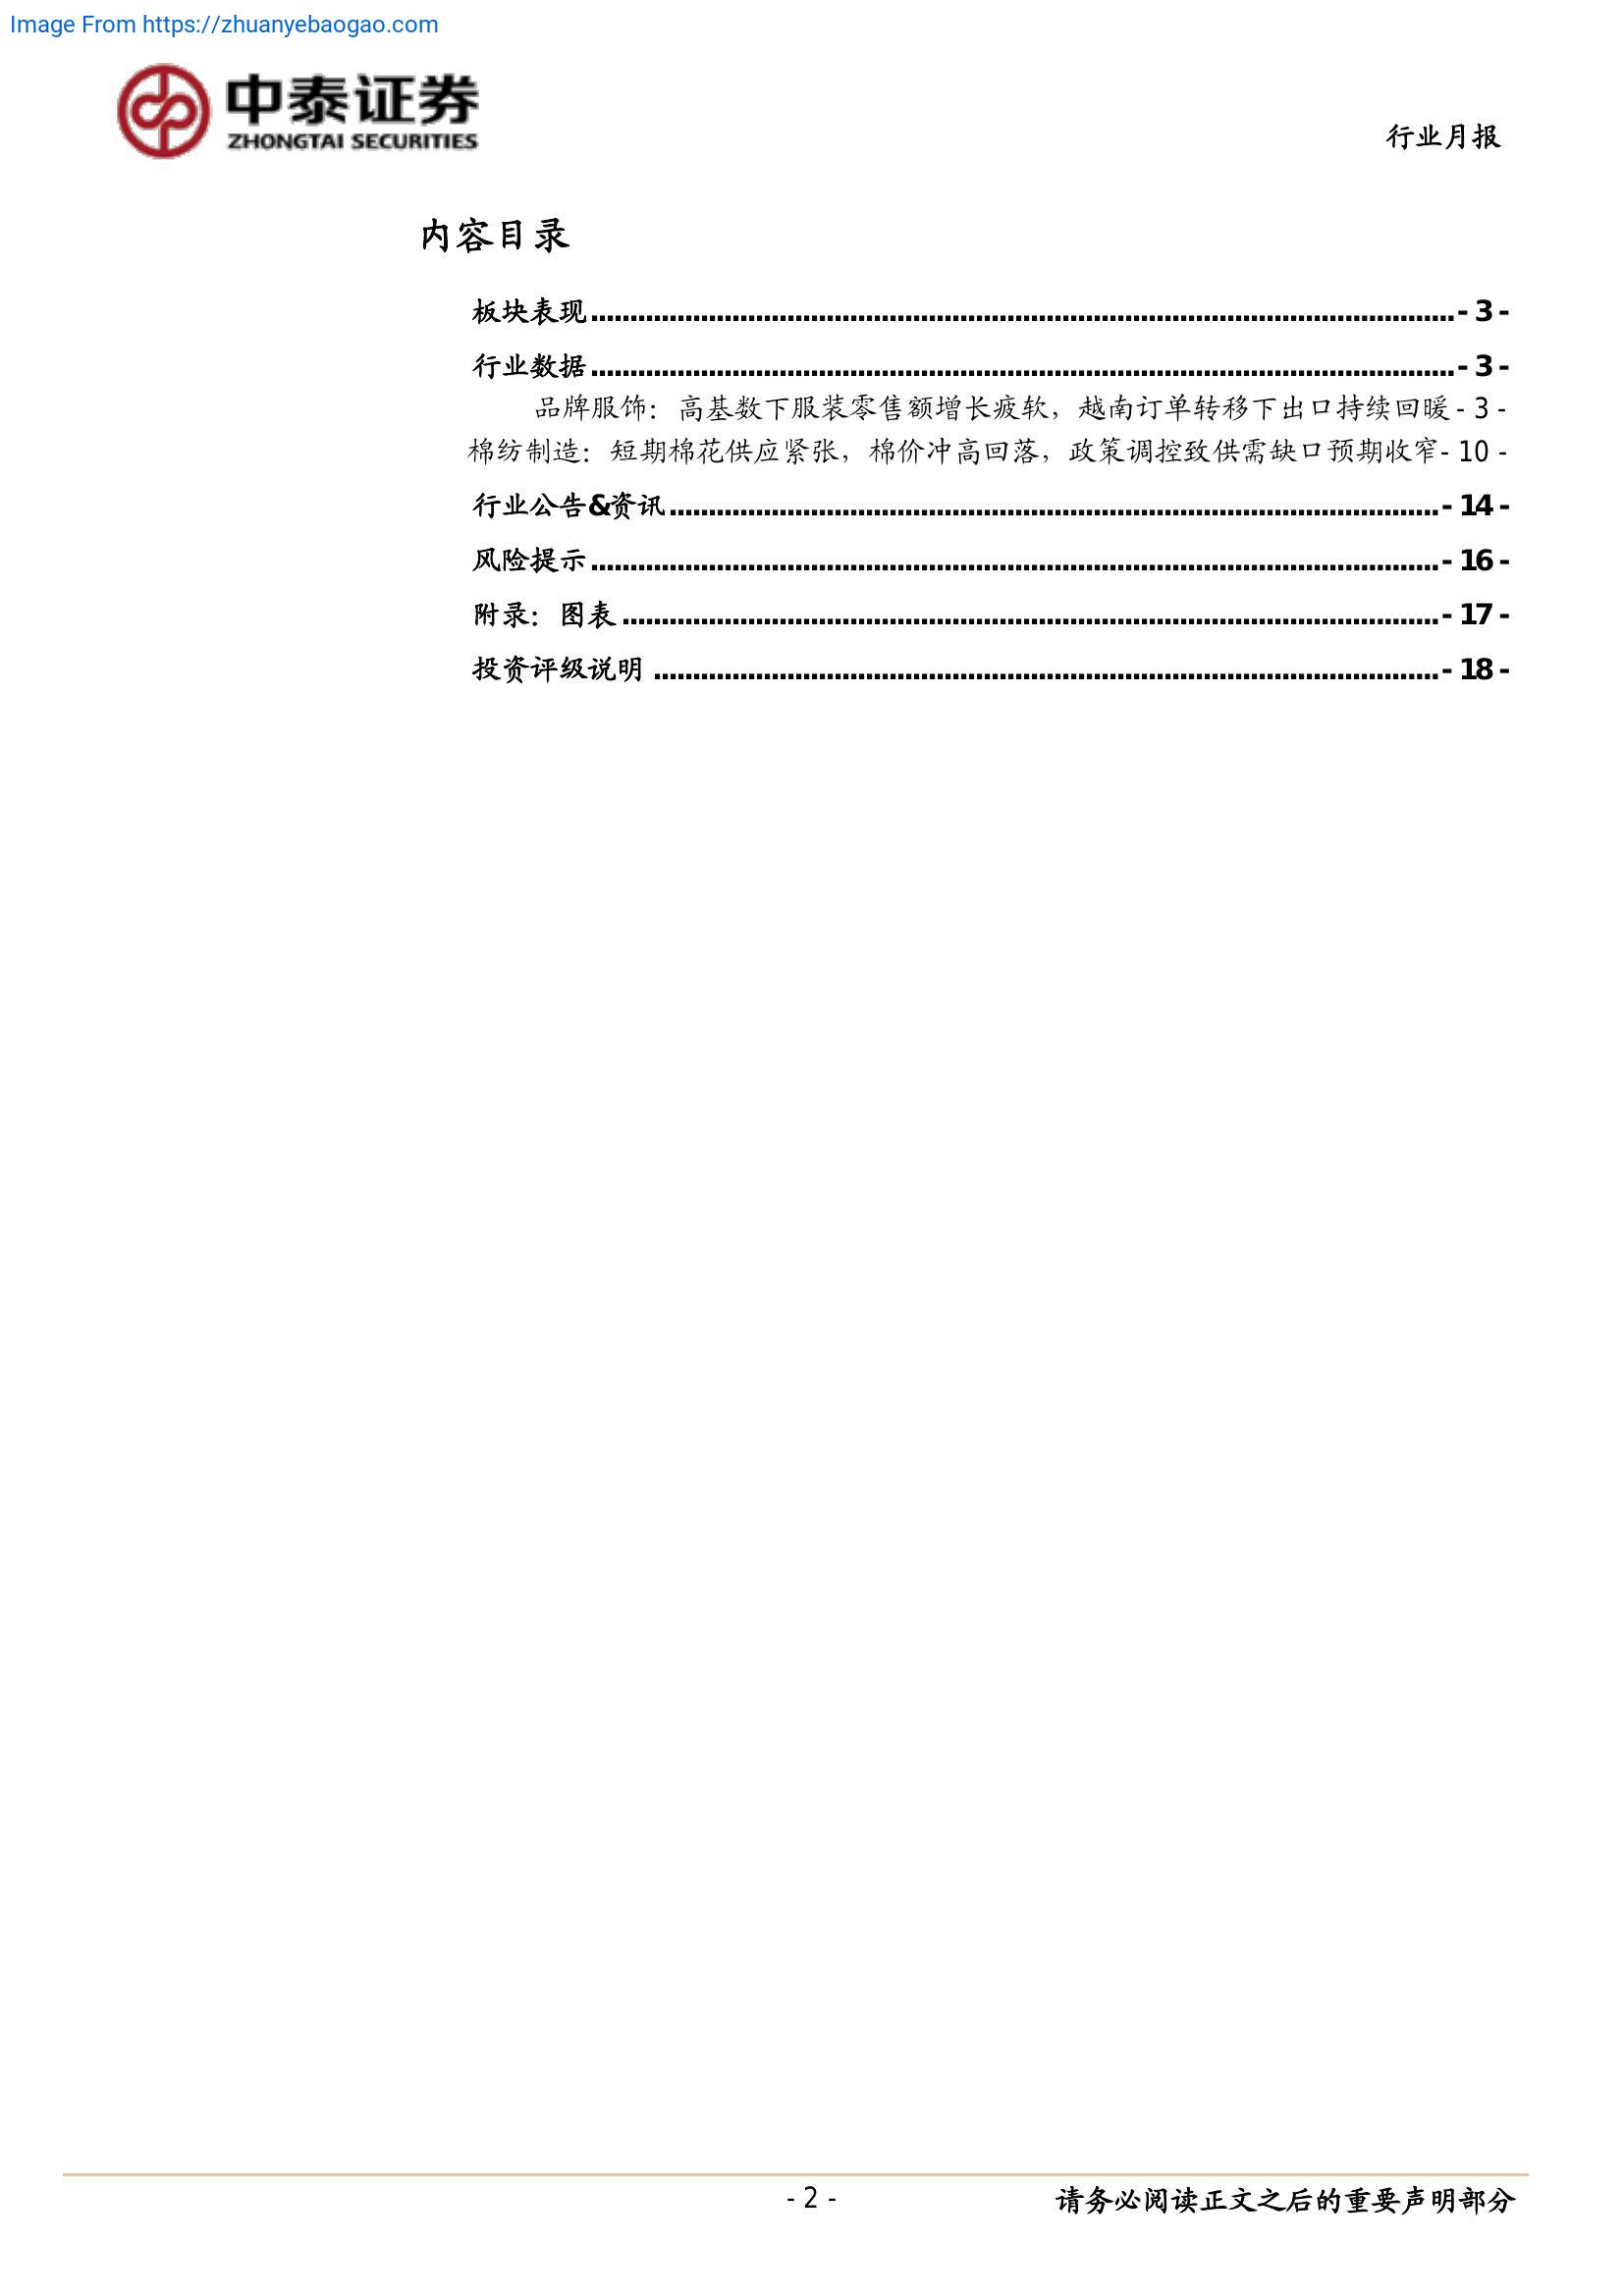 Image From https://zhuanyebaogao.com
中泰证券
ZHONGTAI SECURITIES
行业月报
内容目录
板块表现 - 3 -
行业数据 - 3 -
品牌服饰：高基数下服装零售额增长疲软，越南订单转移下出口持续回暖 - 3 -
棉纺制造：短期棉花供应紧张，棉价冲高回落，政策调控致供需缺口预期收窄 - 10 -
行业公告&资讯 - 14 -
风险提示 - 16 -
附录：图表 - 17 -
投资评级说明 - 18 -
- 2 -
请务必阅读正文之后的重要声明部分